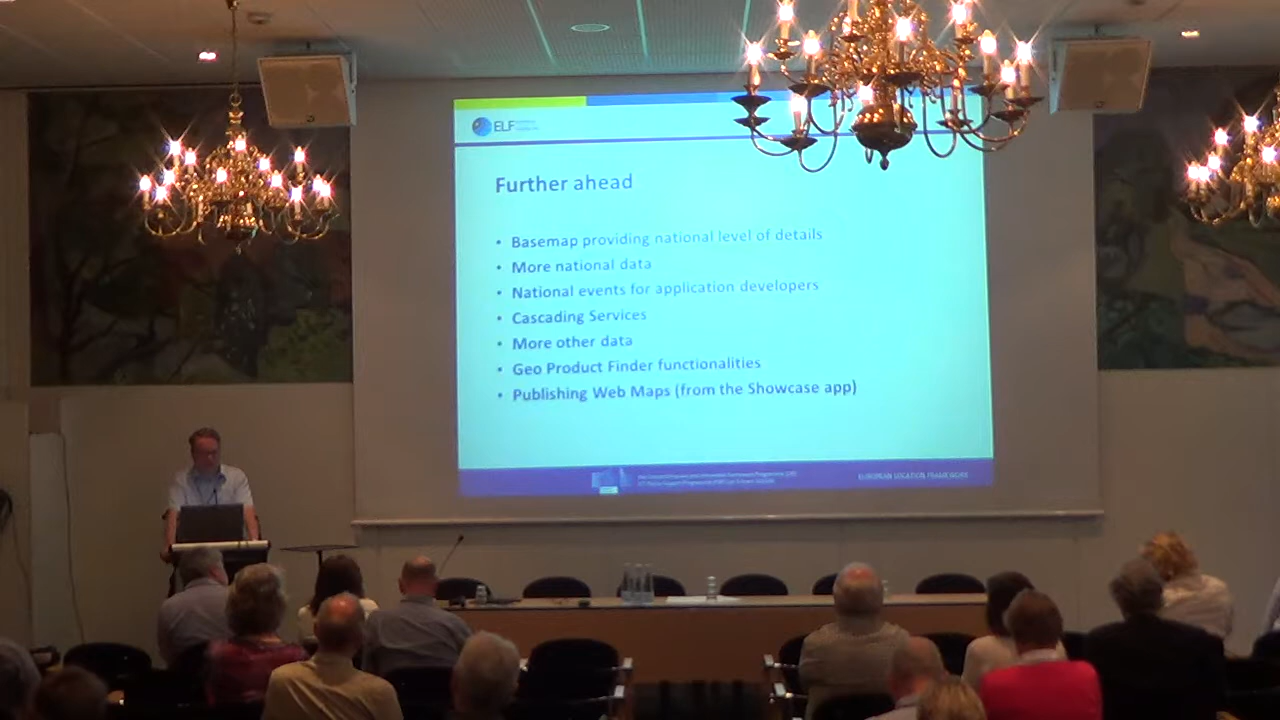 ELF
Further ahead
• Basemap providing national level of details
• More national data
• National events for application developers
• Cascading Services
• More other data
• Geo Product Finder functionalities
• Publishing Web Maps (from the Showcase app)
EUROPEAN LOCATION FRAMEWORK